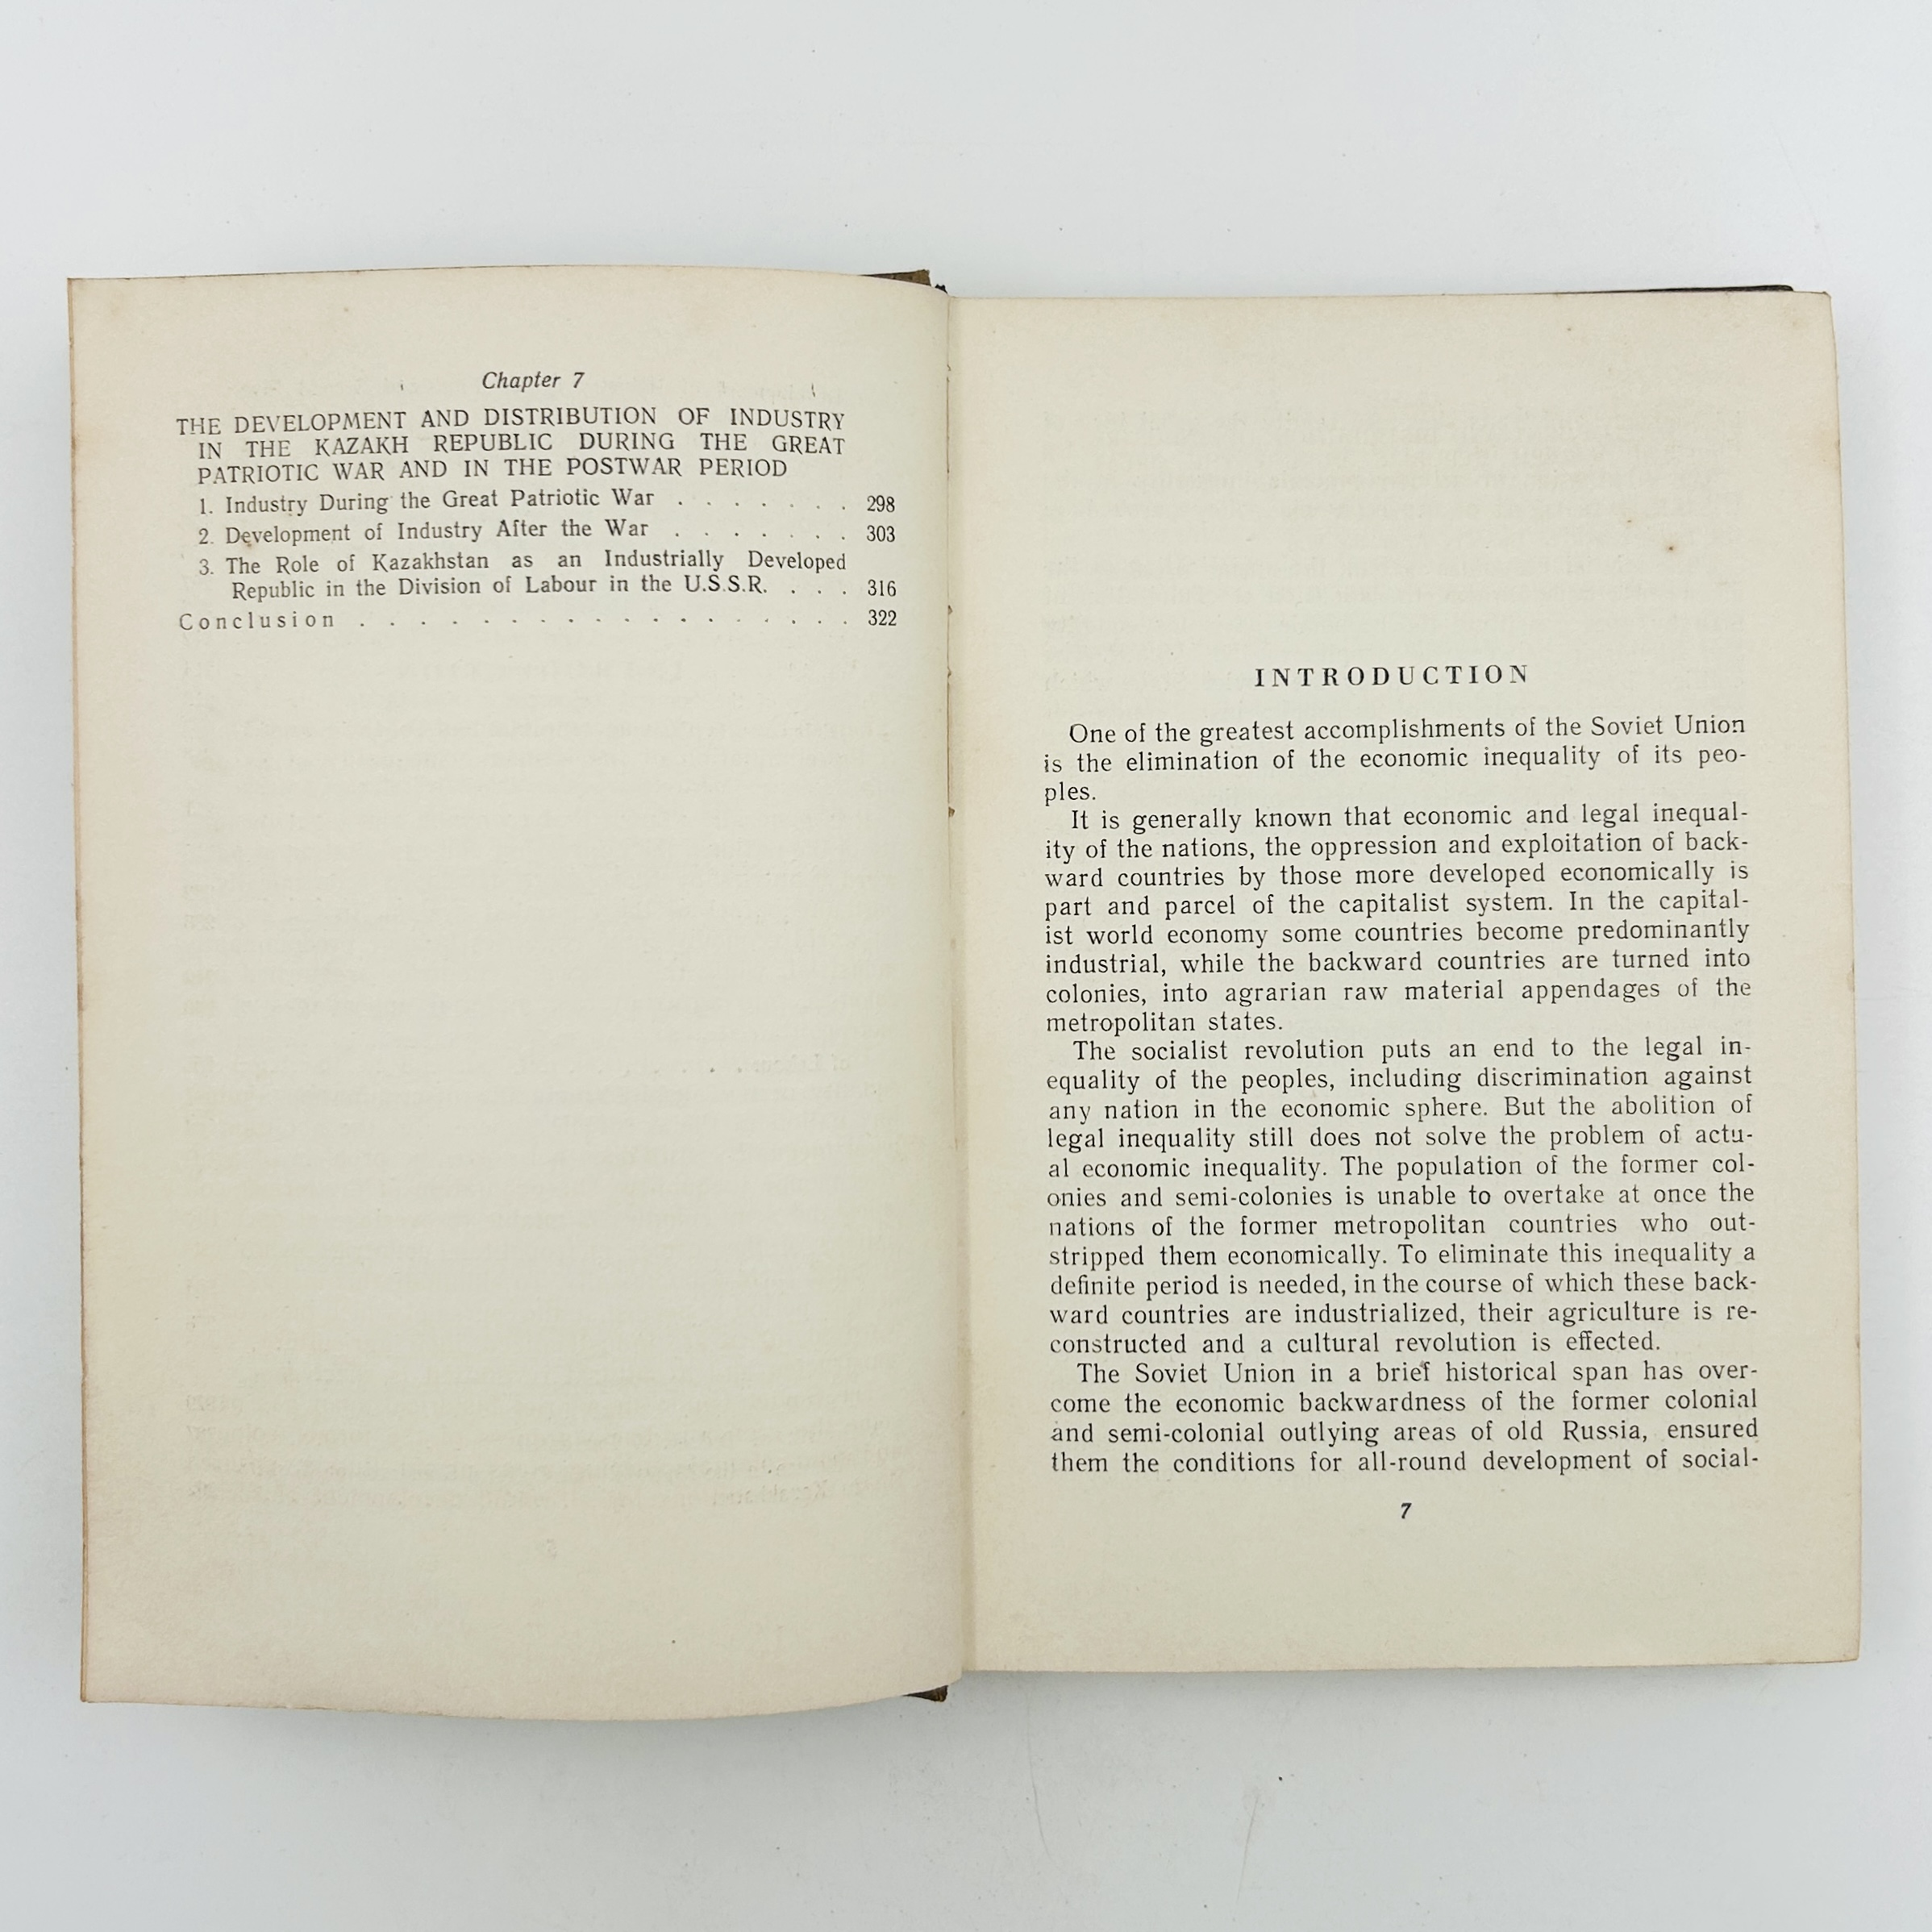 Chapter 7
THE DEVELOPMENT AND DISTRIBUTION OF INDUSTRY
IN THE KAZAKH REPUBLIC DURING THE GREAT
PATRIOTIC WAR AND IN THE POSTWAR PERIOD
1. Industry During the Great Patriotic War . . . . . . . 298
2. Development of Industry After the War . . . . . . . 303
3. The Role of Kazakhstan as an Industrially Developed
Republic in the Division of Labour in the U.S.S.R. . . . 316
Conclusion . . . . . . . . . . . . . . . . . 322
INTRODUCTION
One of the greatest accomplishments of the Soviet Union
is the elimination of the economic inequality of its peo-
ples.
It is generally known that economic and legal inequal-
ity of the nations, the oppression and exploitation of back-
ward countries by those more developed economically is
part and parcel of the capitalist system. In the capital-
ist world economy some countries become predominantly
industrial, while the backward countries are turned into
colonies, into agrarian raw material appendages of the
metropolitan states.
The socialist revolution puts an end to the legal in-
equality of the peoples, including discrimination against
any nation in the economic sphere. But the abolition of
legal inequality still does not solve the problem of actu-
al economic inequality. The population of the former col-
onies and semi-colonies is unable to overtake at once the
nations of the former metropolitan countries who out-
stripped them economically. To eliminate this inequality a
definite period is needed, in the course of which these back-
ward countries are industrialized, their agriculture is re-
constructed and a cultural revolution is effected.
The Soviet Union in a brief historical span has over-
come the economic backwardness of the former colonial
and semi-colonial outlying areas of old Russia, ensured
them the conditions for all-round development of social-
7